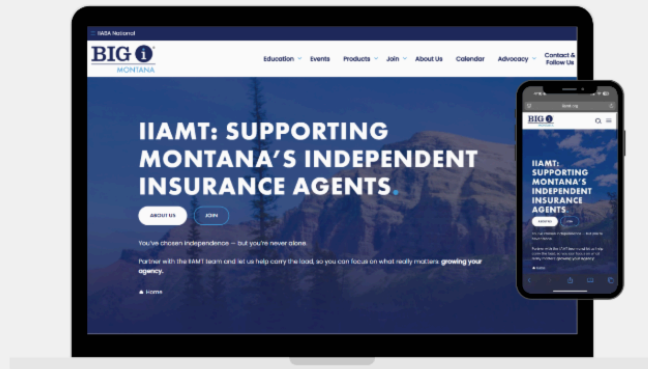 IIABA National
BIG i
MONTANA
Education
Events
Products
Join
About Us
Calendar
Advocacy
Contact &
Follow Us
IIAMT: SUPPORTING
MONTANA'S INDEPENDENT
INSURANCE AGENTS.
ABOUT US
JOIN
You've chosen independence — but you're never alone.
Partner with the IIAMT team and let us help carry the load, so you can focus on what really matters: growing your
agency.
Home
BIG i
IIAMT:
SUPPORTING
MONTANA'S
INDEPENDENT
INSURANCE
AGENTS